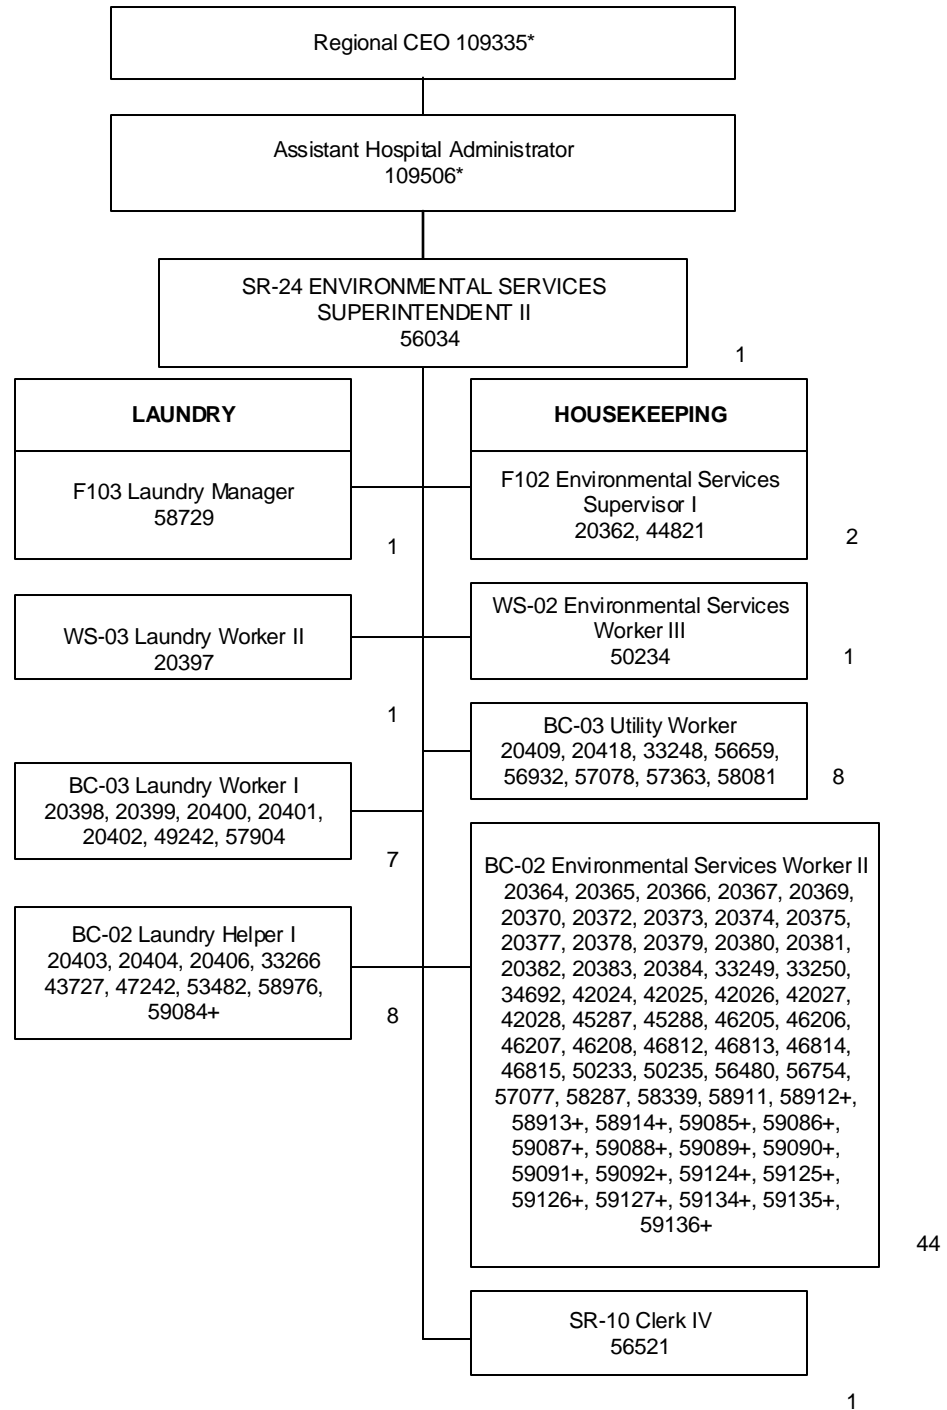 Regional CEO 109335*
Assistant Hospital Administrator
109506*
SR-24 ENVIRONMENTAL SERVICES
SUPERINTENDENT II
56034
1
LAUNDRY
F103 Laundry Manager
58729
1
WS-03 Laundry Worker II
20397
1
BC-03 Laundry Worker I
20398, 20399, 20400, 20401,
20402, 49242, 57904
7
BC-02 Laundry Helper I
20403, 20404, 20406, 33266
43727, 47242, 53482, 58976,
59084+
8
HOUSEKEEPING
F102 Environmental Services
Supervisor I
20362, 44821
2
WS-02 Environmental Services
Worker III
50234
1
BC-03 Utility Worker
20409, 20418, 33248, 56659,
56932, 57078, 57363, 58081
8
BC-02 Environmental Services Worker II
20364, 20365, 20366, 20367, 20369,
20370, 20372, 20373, 20374, 20375,
20377, 20378, 20379, 20380, 20381,
20382, 20383, 20384, 33249, 33250,
34692, 42024, 42025, 42026, 42027,
42028, 45287, 45288, 46205, 46206,
46207, 46208, 46812, 46813, 46814,
46815, 50233, 50235, 56480, 56754,
57077, 58287, 58339, 58911, 58912+,
58913+, 58914+, 59085+, 59086+,
59087+, 59088+, 59089+, 59090+,
59091+, 59092+, 59124+, 59125+,
59126+, 59127+, 59134+, 59135+,
59136+
44
SR-10 Clerk IV
56521
1